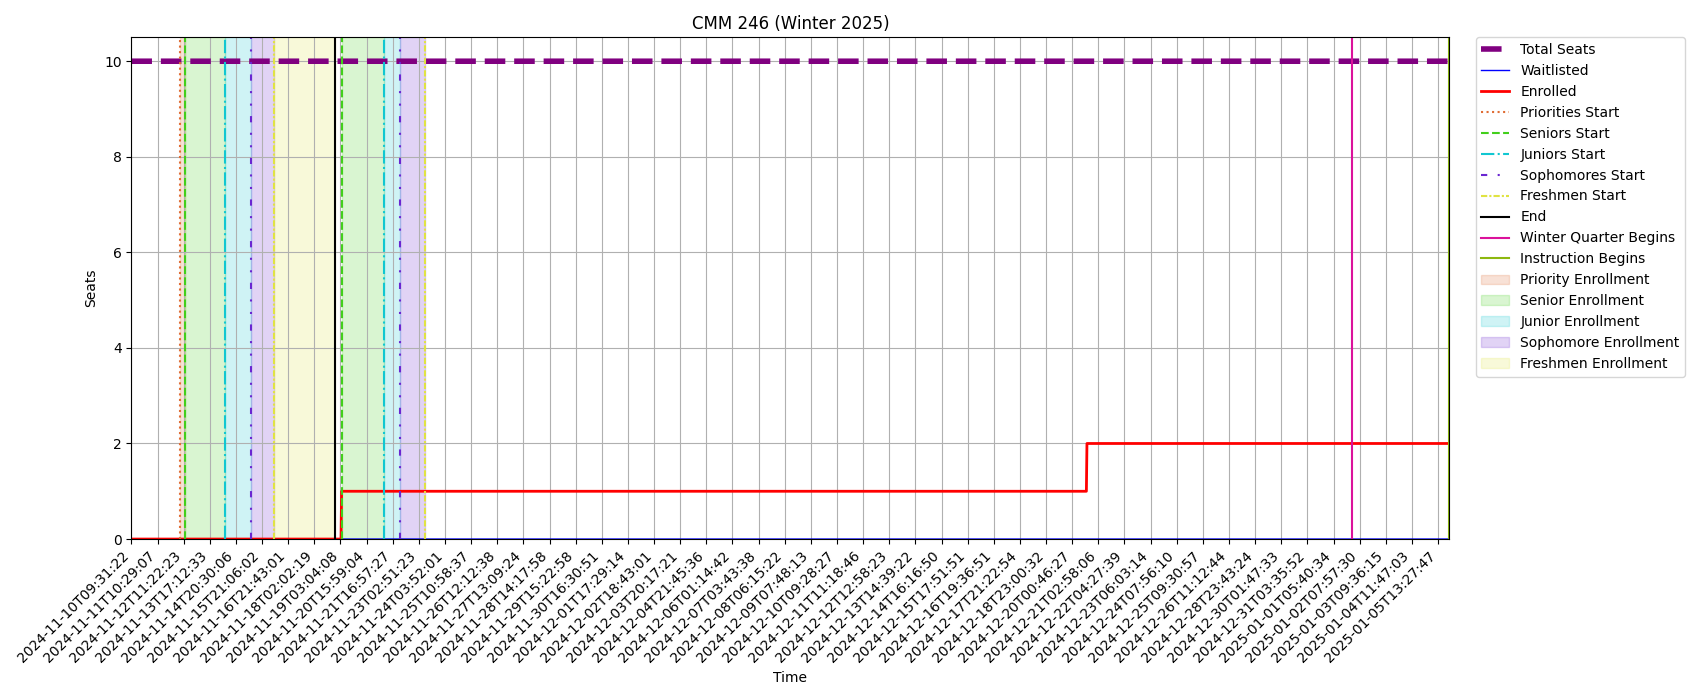 CMM 246 (Winter 2025)
10
8
6
4
2
0
Seats
2024-11-10T09:31:22
2024-11-11T10:29:07
2024-11-12T11:22:23
2024-11-13T17:12:33
2024-11-14T20:30:06
2024-11-15T21:06:02
2024-11-16T21:43:01
2024-11-18T02:02:19
2024-11-19T03:04:08
2024-11-20T15:59:04
2024-11-21T16:57:27
2024-11-23T02:51:23
2024-11-24T03:52:01
2024-11-25T10:58:37
2024-11-26T12:12:38
2024-11-27T13:09:24
2024-11-28T14:17:58
2024-11-29T15:22:58
2024-11-30T16:30:51
2024-12-01T17:29:14
2024-12-02T18:43:01
2024-12-03T20:17:21
2024-12-04T21:45:36
2024-12-06T01:14:42
2024-12-07T03:43:38
2024-12-08T06:15:22
2024-12-09T07:48:13
2024-12-10T09:28:27
2024-12-11T11:18:46
2024-12-12T12:58:23
2024-12-13T14:39:22
2024-12-14T16:16:50
2024-12-15T17:51:51
2024-12-16T19:36:51
2024-12-17T21:22:54
2024-12-18T23:00:32
2024-12-20T00:46:27
2024-12-21T02:58:06
2024-12-22T04:27:39
2024-12-23T06:03:14
2024-12-24T07:56:10
2024-12-25T09:30:57
2024-12-26T11:12:44
2024-12-28T23:43:24
2024-12-30T01:47:33
2024-12-31T03:35:52
2025-01-01T05:40:34
2025-01-02T07:57:30
2025-01-03T09:36:15
2025-01-04T11:47:03
2025-01-05T13:27:47
Time
Total Seats
Waitlisted
Enrolled
Priorities Start
Seniors Start
Juniors Start
Sophomores Start
Freshmen Start
End
Winter Quarter Begins
Instruction Begins
Priority Enrollment
Senior Enrollment
Junior Enrollment
Sophomore Enrollment
Freshmen Enrollment